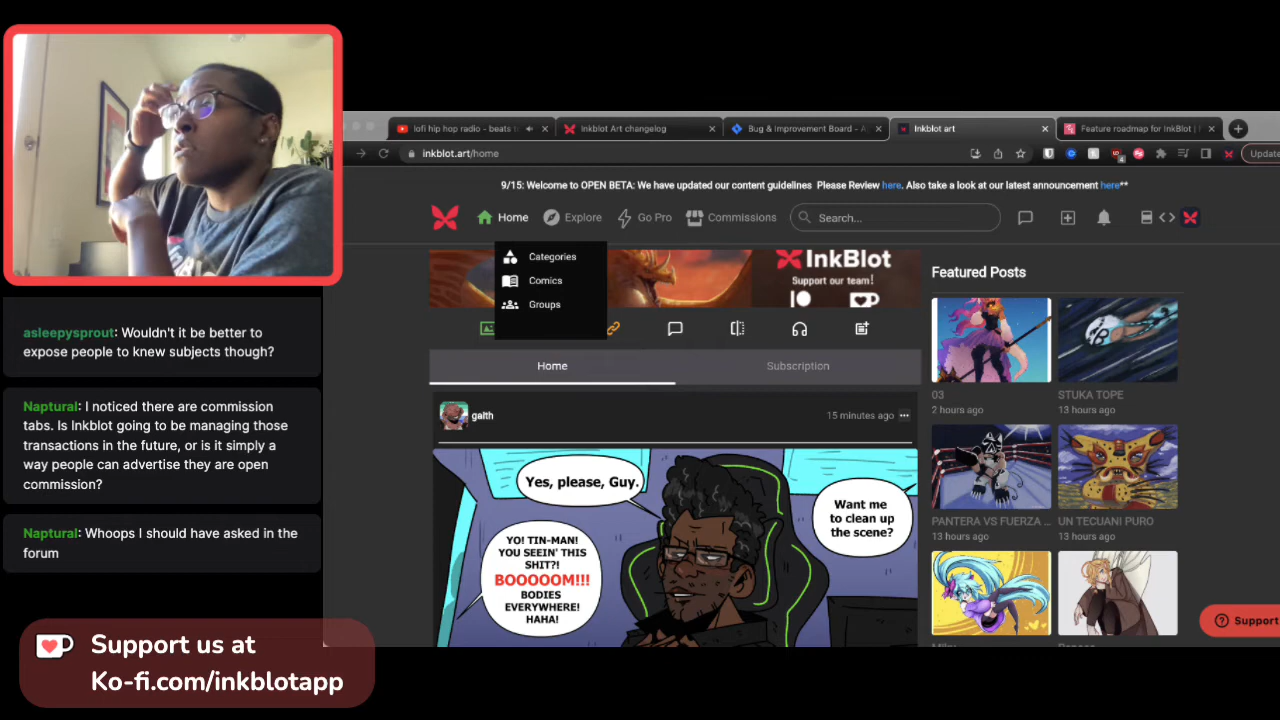 asleepysprout: Wouldn't it be better to
expose people to knew subjects though?
Naptural: I noticed there are commission
tabs. Is Inkblot going to be managing those
transactions in the future, or is it simply a
way people can advertise they are open
commission?
Naptural: Whoops I should have asked in the
forum
Support us at
Ko-fi.com/inkblotapp
lofi hip hop radio - beats to
Inkblot Art changelog
Bug & Improvement Board - A
Inkblot art
Feature roadmap for InkBlot |
inkblot.art/home
4
Update
9/15: Welcome to OPEN BETA: We have updated our content guidelines Please Review here. Also take a look at our latest announcement here**
Home
Explore
Go Pro
Commissions
Search...
Categories
Comics
Groups
InkBlot
Support our team!
Home
Subscription
galth
15 minutes ago
Yes, please, Guy.
Want me
to clean up
the scene?
YO! TIN-MAN!
YOU SEEIN' THIS
SHIT?!
BOOOOOM!!!
BODIES
EVERYWHERE!
HAHA!
Featured Posts
03
2 hours ago
STUKA TOPE
13 hours ago
PANTERA VS FUERZA ...
13 hours ago
UN TECUANI PURO
13 hours ago
Support